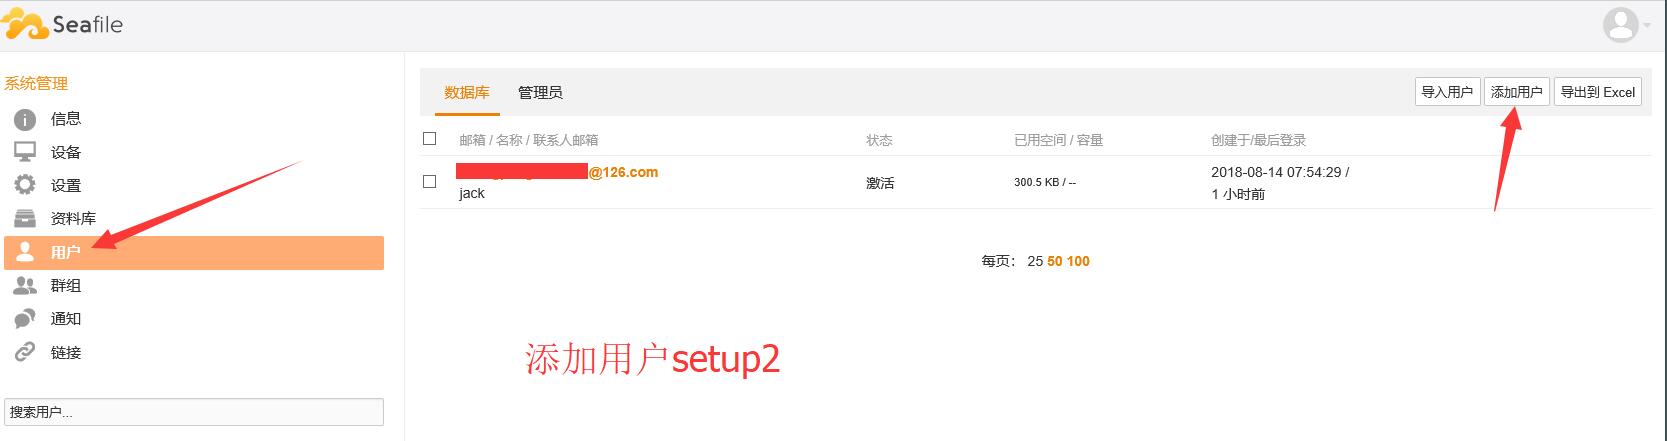 Seafile
系统管理
信息
设备
设置
资料库
用户
群组
通知
链接
搜索用户...
数据库 管理员
导入用户 添加用户 导出到 Excel
邮箱 / 名称 / 联系人邮箱 状态 已用空间 / 容量 创建于/最后登录
@126.com
jack
激活
300.5 KB / --
2018-08-14 07:54:29 /
1 小时前
每页： 25 50 100
添加用户setup2